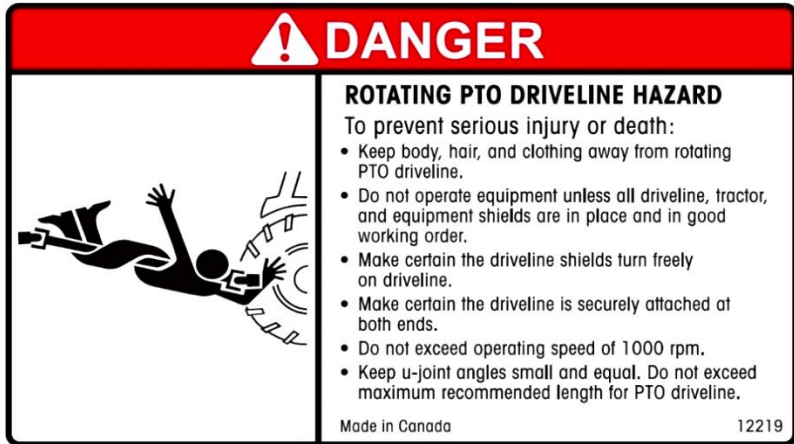 DANGER
ROTATING PTO DRIVELINE HAZARD
To prevent serious injury or death:
• Keep body, hair, and clothing away from rotating
PTO driveline.
• Do not operate equipment unless all driveline, tractor,
and equipment shields are in place and in good
working order.
• Make certain the driveline shields turn freely
on driveline.
• Make certain the driveline is securely attached at
both ends.
• Do not exceed operating speed of 1000 rpm.
• Keep u-joint angles small and equal. Do not exceed
maximum recommended length for PTO driveline.
Made in Canada 12219